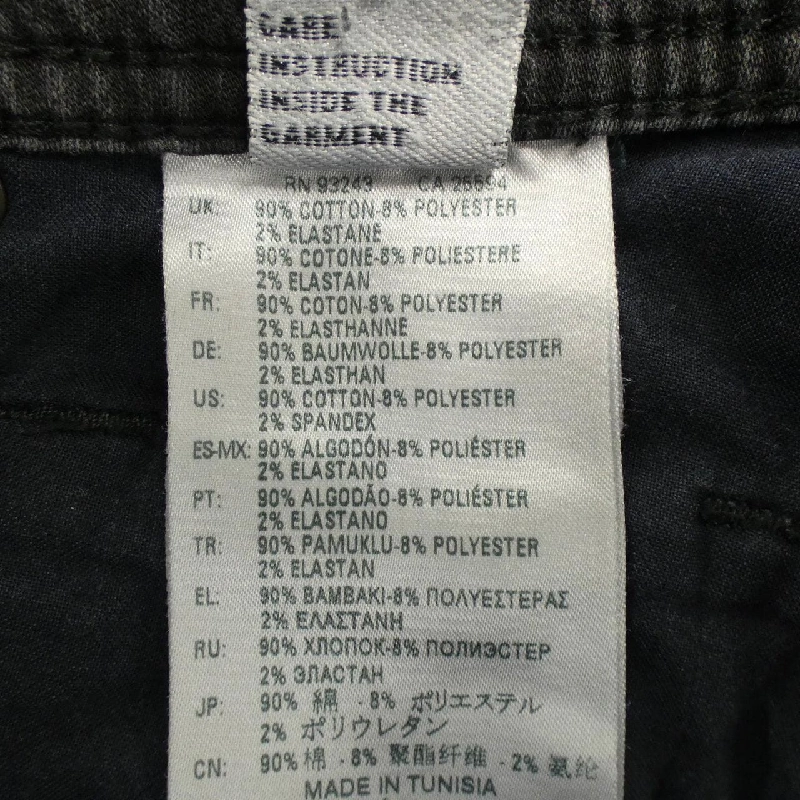 CARE
INSTRUCTION
INSIDE THE
GARMENT
RN 93243 CA 26594
UK: 90% COTTON-8% POLYESTER
2% ELASTANE
IT: 90% COTONE-8% POLIESTERE
2% ELASTAN
FR: 90% COTON-8% POLYESTER
2% ELASTHANNE
DE: 90% BAUMWOLLE-8% POLYESTER
2% ELASTHAN
US: 90% COTTON-8% POLYESTER
2% SPANDEX
ES-MX: 90% ALGODÓN-8% POLIÉSTER
2% ELASTANO
PT: 90% ALGODÃO-8% POLIÉSTER
2% ELASTANO
TR: 90% PAMUKLU-8% POLYESTER
2% ELASTAN
EL: 90% ΒΑΜΒΑΚΙ-8% ΠΟΛΥΕΣΤΕΡΑΣ
2% ΕΛΑΣΤΑΝΗ
RU: 90% ХЛОПОК-8% ПОЛИЭСТЕР
2% ЭЛАСТАН
JP: 90% 綿 - 8% ポリエステル
2% ポリウレタン
CN: 90% 棉 - 8% 聚酯纤维 - 2% 氨纶
MADE IN TUNISIA